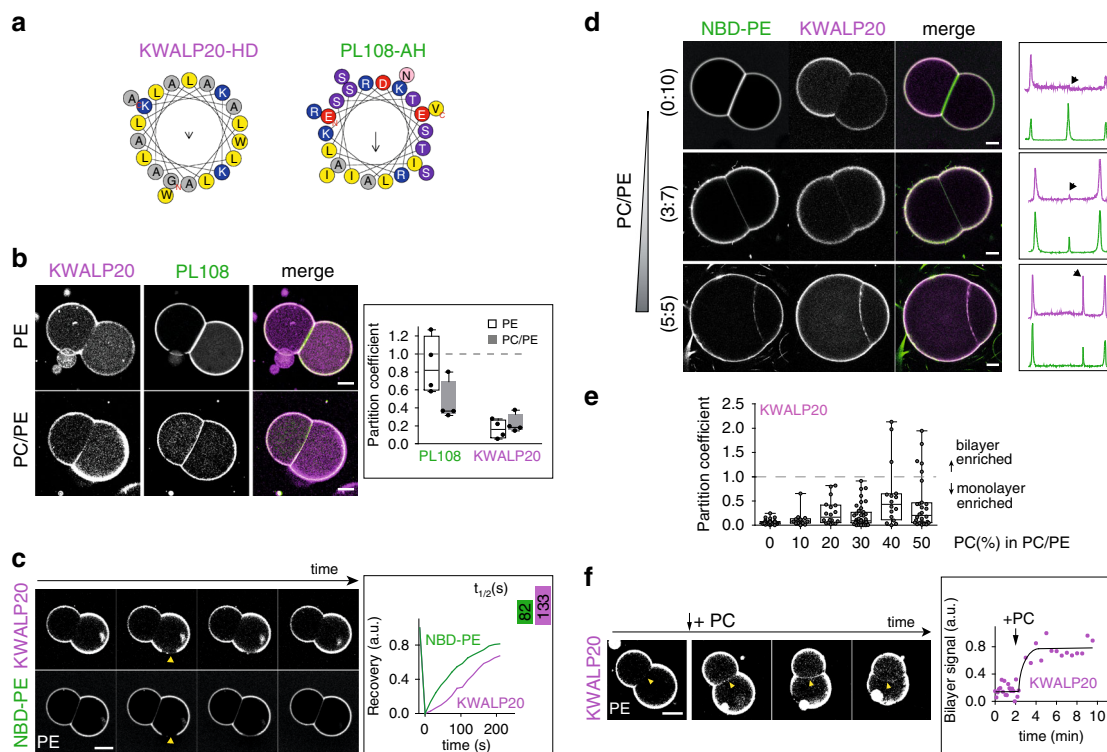 a
KWALP20-HD
PL108-AH
A L A L A K A A L W L K L A G A L A L K W N
S S S R D K N T E V C S T S I R L A I I A L K E R N
b
KWALP20
PL108
merge
PE
PC/PE
Partition coefficient
1.2
1.0
0.8
0.6
0.4
0.2
0.0
PE
PC/PE
PL108
KWALP20
c
time
KWALP20
NBD-PE
PE
t1/2(s)
82
133
Recovery (a.u.)
0.8
0.4
0
NBD-PE
KWALP20
0
100
200
time (s)
d
NBD-PE
KWALP20
merge
PC/PE
(0:10)
(3:7)
(5:5)
e
KWALP20
Partition coefficient
2.5
2.0
1.5
1.0
0.5
0.0
0 10 20 30 40 50
PC(%) in PC/PE
bilayer
enriched
monolayer
enriched
f
+ PC
time
KWALP20
PE
Bilayer signal (a.u.)
+PC
0.8
0.4
0.0
KWALP20
0 2 4 6 8 10
time (min)